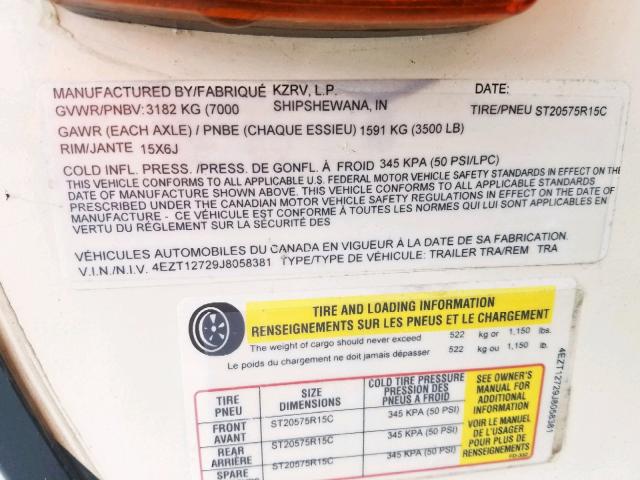 MANUFACTURED BY/FABRIQUÉ KZRV, L.P. DATE:
GVWR/PNBV: 3182 KG (7000 SHIPSHEWANA, IN TIRE/PNEU ST20575R15C
GAWR (EACH AXLE) / PNBE (CHAQUE ESSIEU) 1591 KG (3500 LB)
RIM/JANTE 15X6J
COLD INFL. PRESS. /PRESS. DE GONFL. À FROID 345 KPA (50 PSI/LPC)
THIS VEHICLE CONFORMS TO ALL APPLICABLE U.S. FEDERAL MOTOR VEHICLE SAFETY STANDARDS IN EFFECT ON THE
DATE OF MANUFACTURE THIS VEHICLE CONFORMS TO ALL APPLICABLE STANDARDS
PRESCRIBED UNDER THE CANADIAN MOTOR VEHICLE SAFETY REGULATIONS IN EFFECT ON THE DATE OF
MANUFACTURE - CE VÉHICULE EST CONFORME À TOUTES LES NORMES QUI LUI SONT APPLICABLES EN
VERTU DU RÉGLEMENT SUR LA SÉCURITÉ DES
VÉHICULES AUTOMOBILES DU CANADA EN VIGUEUR À LA DATE DE SA FABRICATION.
V.I.N./N.I.V. 4EZT12729J8058381 TYPE/TYPE DE VÉHICULE: TRAILER TRA/REM TRA
TIRE AND LOADING INFORMATION
RENSEIGNEMENTS SUR LES PNEUS ET LE CHARGEMENT
The weight of cargo should never exceed 522 kg or 1,150 lbs.
Le poids du chargement ne doit jamais dépasser 522 kg ou 1,150 lb.
4EZT12729J8058381
TIRE SIZE COLD TIRE PRESSURE
PNEU DIMENSIONS PRESSION DES
PNEUS A FROID
FRONT ST20575R15C 345 KPA (50 PSI)
AVANT
REAR ST20575R15C 345 KPA (50 PSI)
ARRIÈRE
SPARE ST20575R15C 345 KPA (50 PSI)
SEE OWNER'S
MANUAL FOR
ADDITIONAL
INFORMATION
VOIR LE MANUEL
DE L'USAGER
POUR PLUS DE
RENSEIGNEMENTS